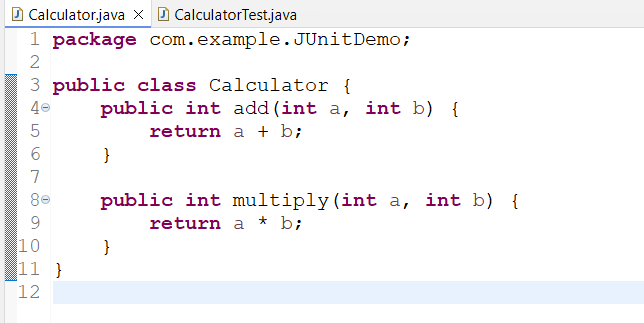 Calculator.java CalculatorTest.java
1 package com.example.JUnitDemo;
2
3 public class Calculator {
4     public int add(int a, int b) {
5         return a + b;
6     }
7
8     public int multiply(int a, int b) {
9         return a * b;
10     }
11 }
12